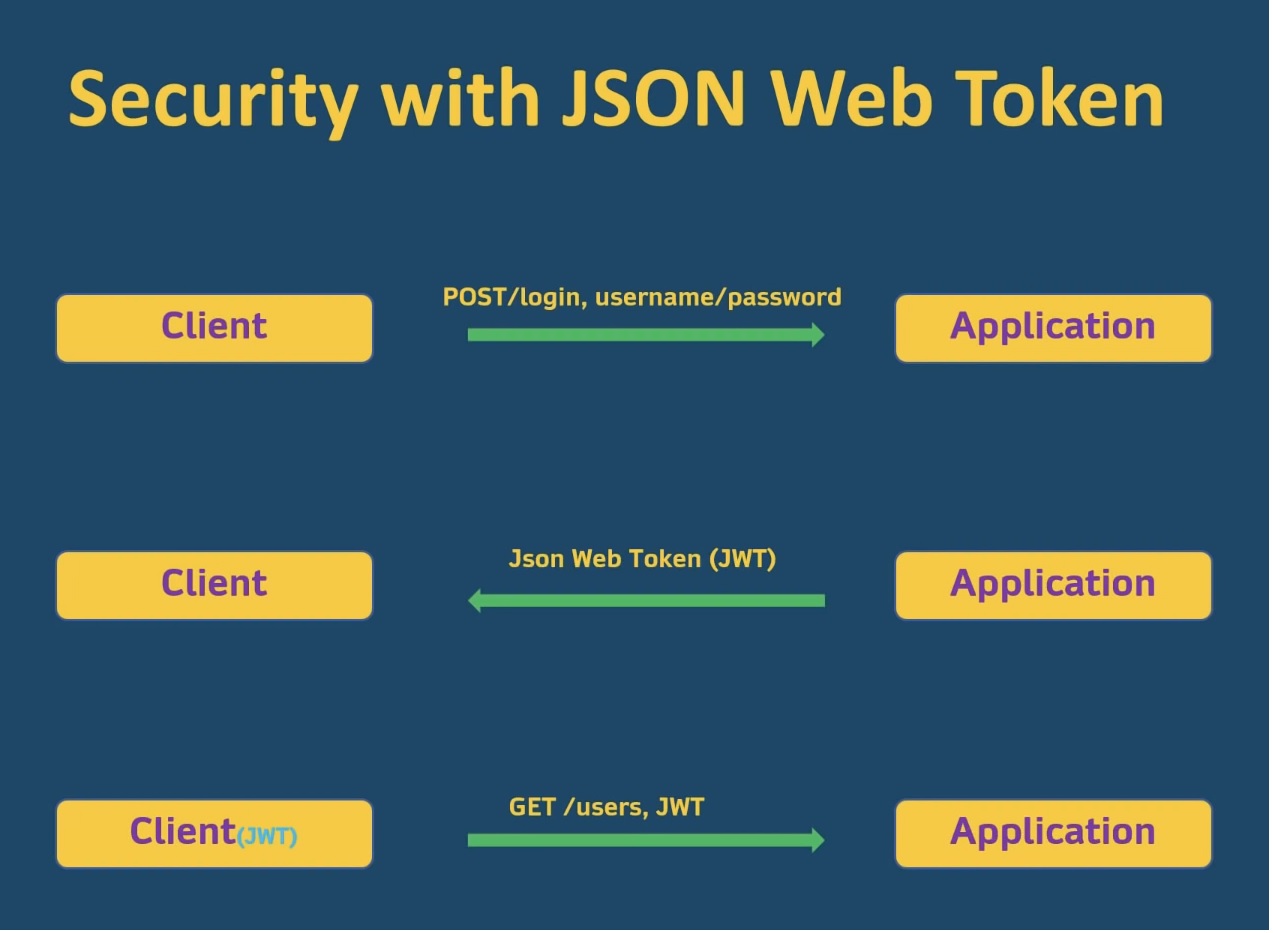 Security with JSON Web Token
POST/login, username/password
Client
Application
Json Web Token (JWT)
Client
Application
GET /users, JWT
Client(JWT)
Application